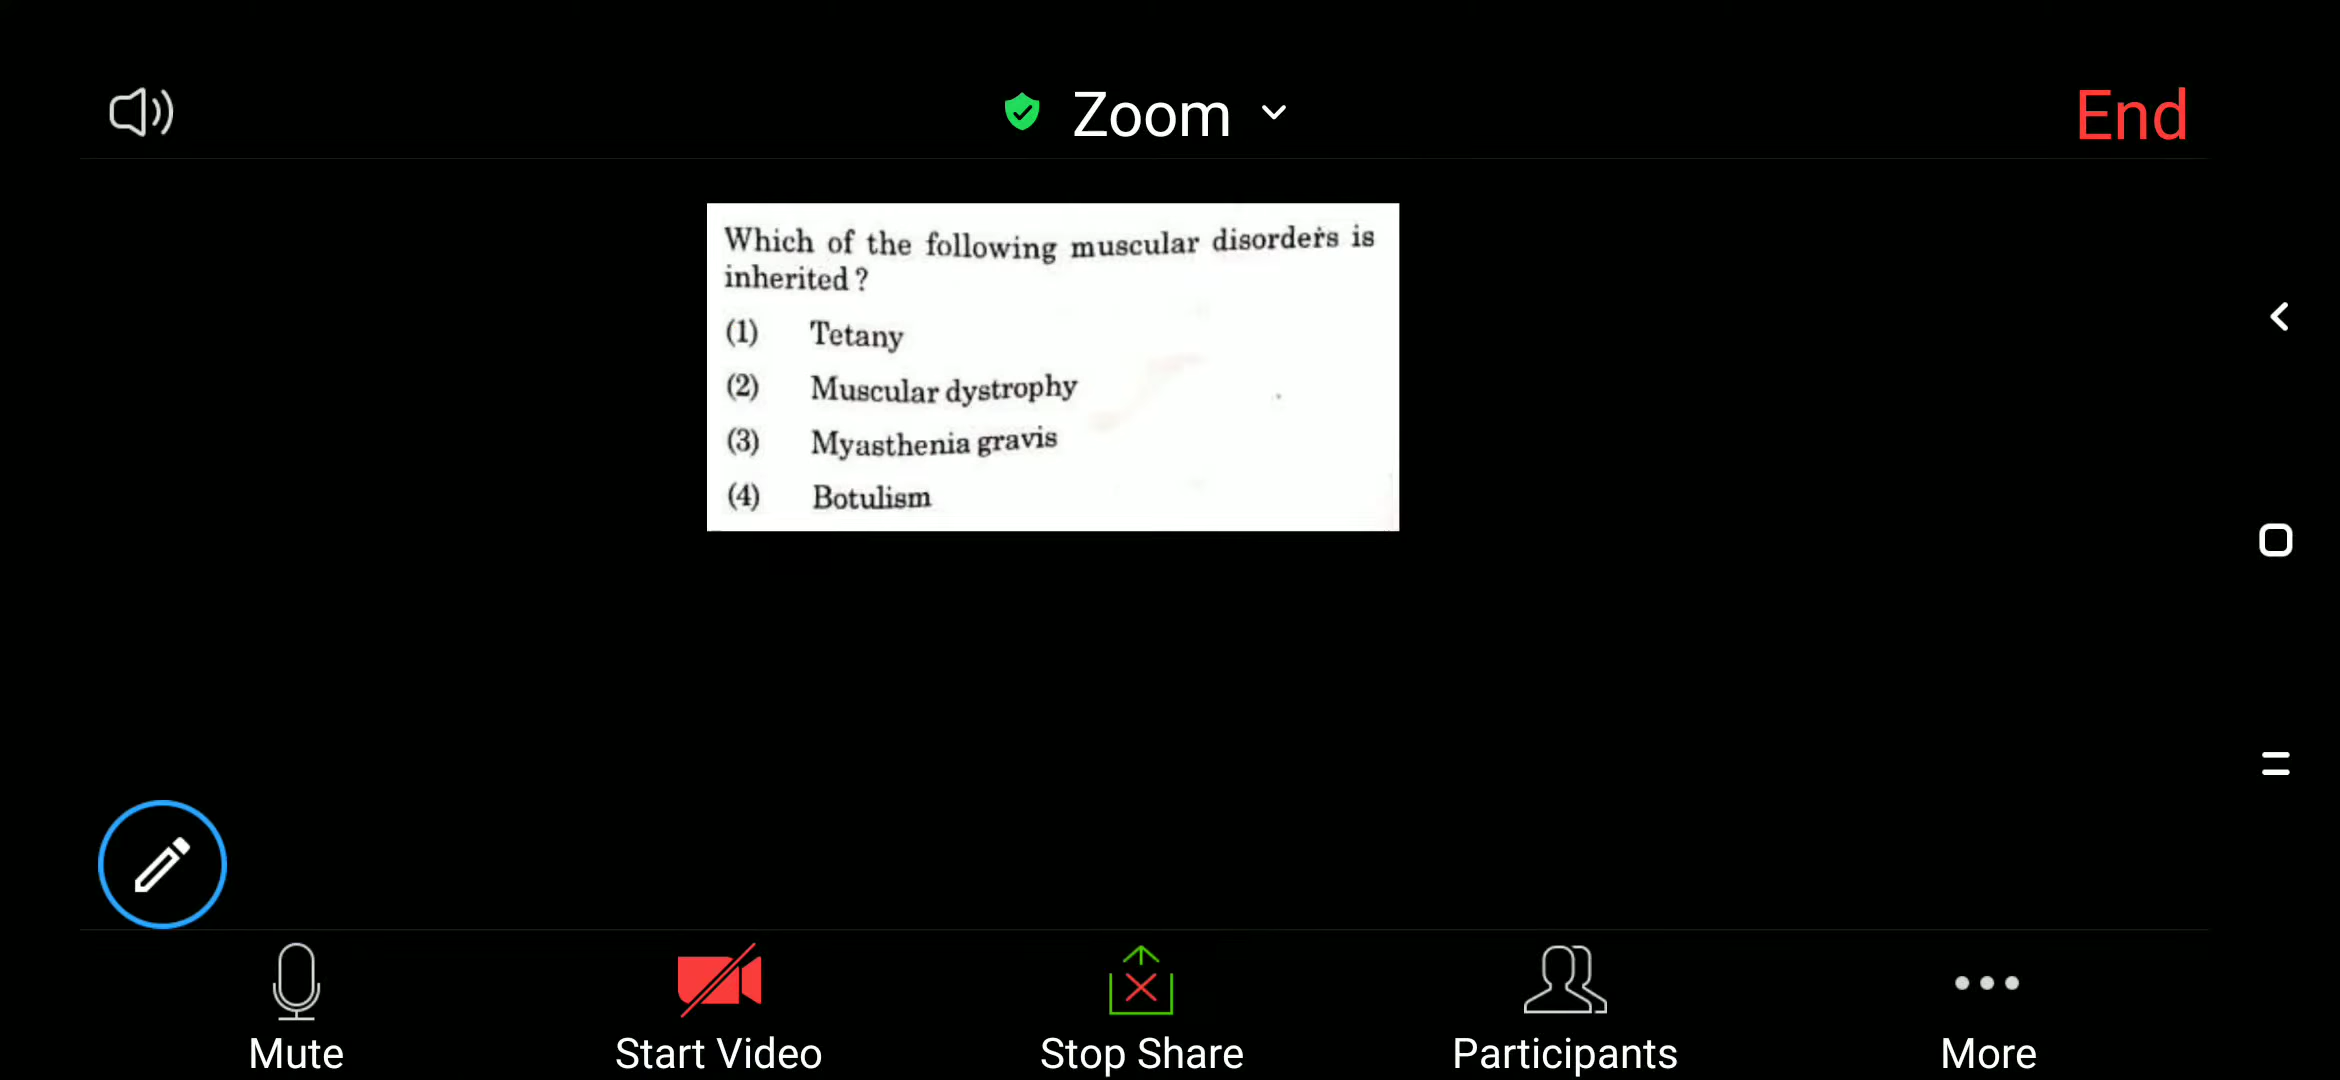 Zoom
End
Which of the following muscular disorders is
inherited?
(1) Tetany
(2) Muscular dystrophy
(3) Myasthenia gravis
(4) Botulism
Mute
Start Video
Stop Share
Participants
More